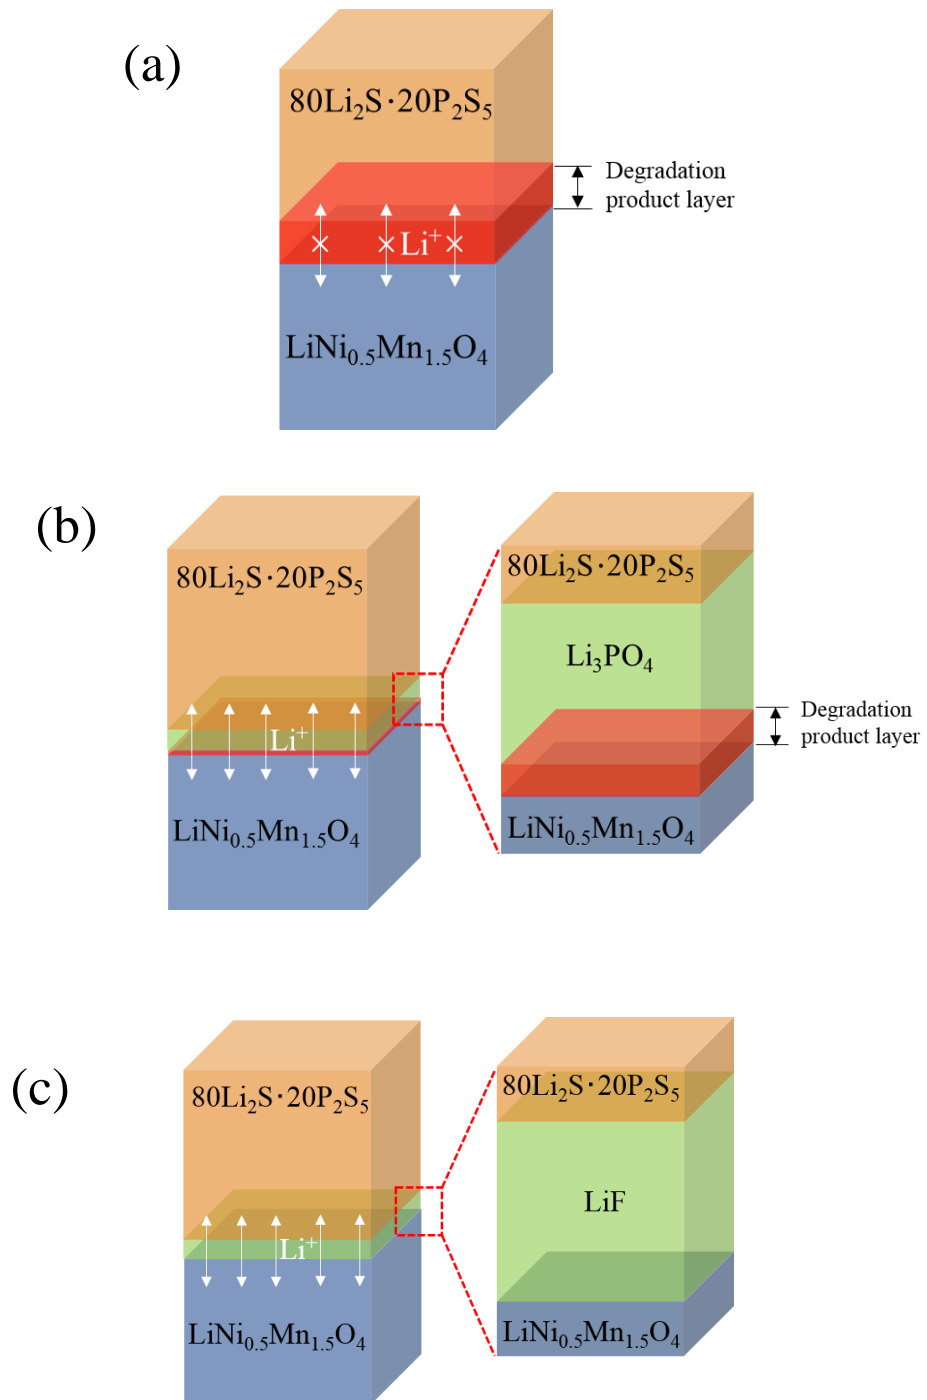 (a)
80Li₂S·20P₂S₅
Degradation
product layer
Li⁺
LiNi₀.₅Mn₁.₅O₄
(b)
80Li₂S·20P₂S₅
Li⁺
LiNi₀.₅Mn₁.₅O₄
80Li₂S·20P₂S₅
Li₃PO₄
Degradation
product layer
LiNi₀.₅Mn₁.₅O₄
(c)
80Li₂S·20P₂S₅
Li⁺
LiNi₀.₅Mn₁.₅O₄
80Li₂S·20P₂S₅
LiF
LiNi₀.₅Mn₁.₅O₄